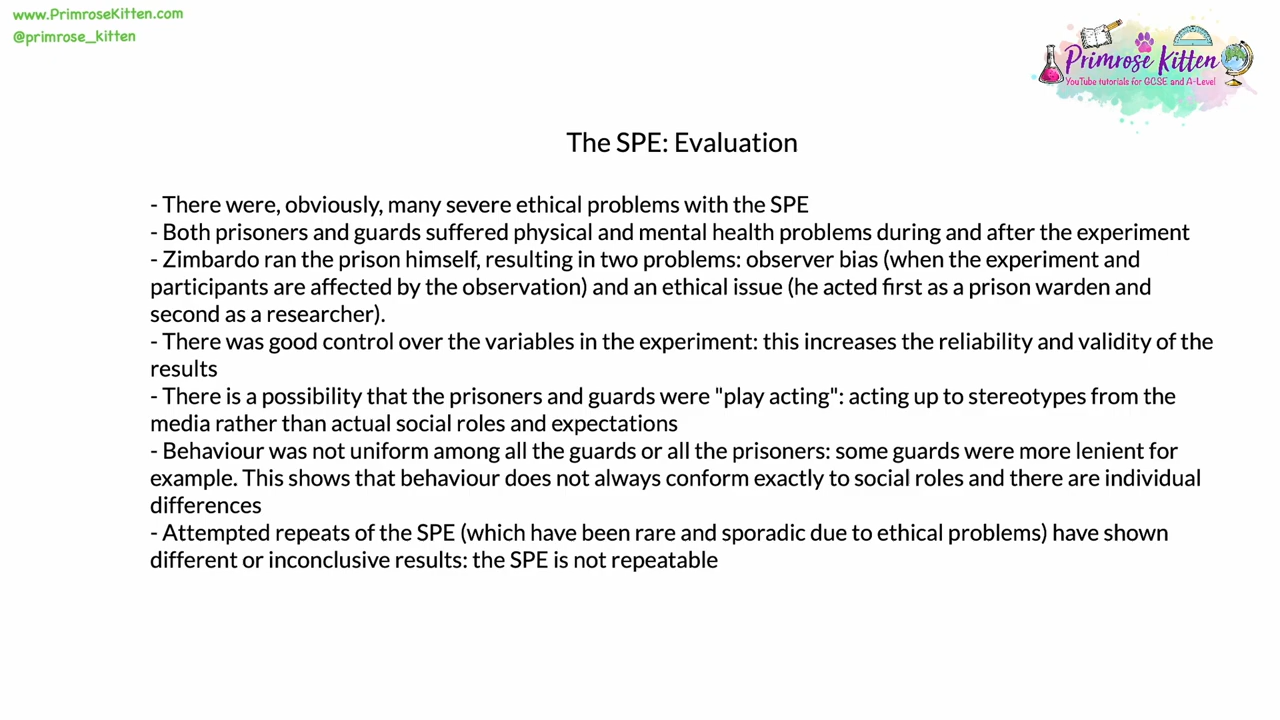 www.PrimroseKitten.com
@primrose_kitten
Primrose Kitten
YouTube tutorials for GCSE and A-Level
The SPE: Evaluation
- There were, obviously, many severe ethical problems with the SPE
- Both prisoners and guards suffered physical and mental health problems during and after the experiment
- Zimbardo ran the prison himself, resulting in two problems: observer bias (when the experiment and
participants are affected by the observation) and an ethical issue (he acted first as a prison warden and
second as a researcher).
- There was good control over the variables in the experiment: this increases the reliability and validity of the
results
- There is a possibility that the prisoners and guards were "play acting": acting up to stereotypes from the
media rather than actual social roles and expectations
- Behaviour was not uniform among all the guards or all the prisoners: some guards were more lenient for
example. This shows that behaviour does not always conform exactly to social roles and there are individual
differences
- Attempted repeats of the SPE (which have been rare and sporadic due to ethical problems) have shown
different or inconclusive results: the SPE is not repeatable